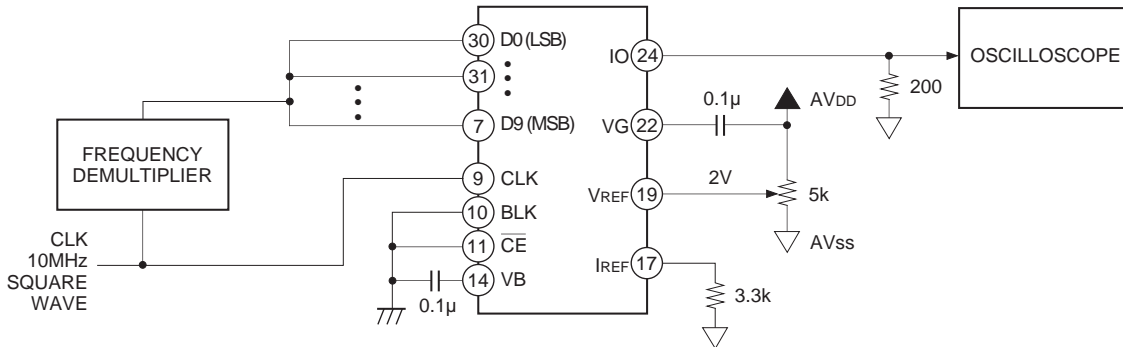 30 D0 (LSB)
31
7 D9 (MSB)
9 CLK
10 BLK
11 CE
14 VB
0.1µ
FREQUENCY
DEMULTIPLIER
CLK
10MHz
SQUARE
WAVE
IO 24
VG 22
VREF 19
IREF 17
0.1µ
AVDD
2V
5k
AVSS
3.3k
200
OSCILLOSCOPE